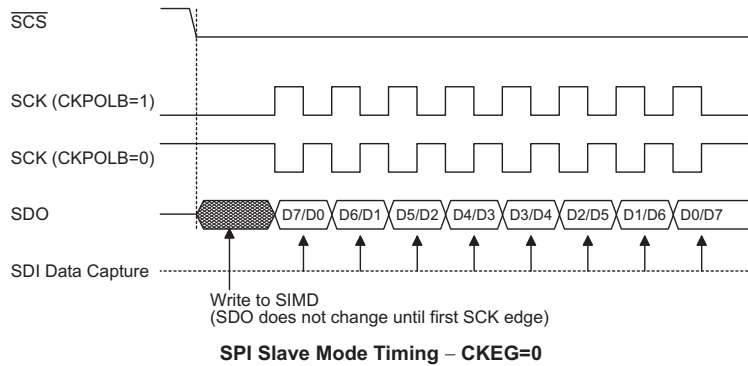 SCS
SCK (CKPOLB=1)
SCK (CKPOLB=0)
SDO D7/D0 D6/D1 D5/D2 D4/D3 D3/D4 D2/D5 D1/D6 D0/D7
SDI Data Capture
Write to SIMD
(SDO does not change until first SCK edge)
SPI Slave Mode Timing – CKEG=0